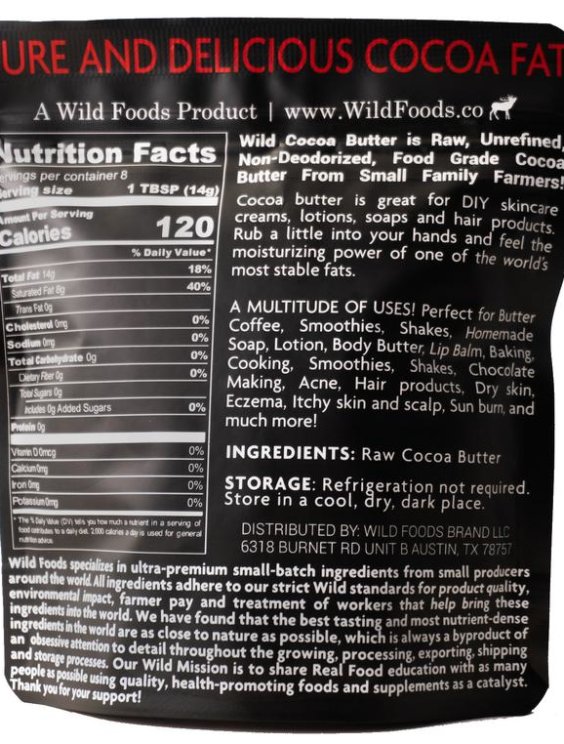 URE AND DELICIOUS COCOA FAT
A Wild Foods Product | www.WildFoods.co
Nutrition Facts
servings per container 8
Serving size 1 TBSP (14g)
Amount Per Serving
Calories 120
% Daily Value*
Total Fat 14g 18%
Saturated Fat 8g 40%
Trans Fat 0g
Cholesterol 0mg 0%
Sodium 0mg 0%
Total Carbohydrate 0g 0%
Dietary Fiber 0g 0%
Total Sugars 0g
Includes 0g Added Sugars 0%
Protein 0g
Vitamin D 0mcg 0%
Calcium 0mg 0%
Iron 0mg 0%
Potassium 0mg 0%
* The % Daily Value (DV) tells you how much a nutrient in a serving of
food contributes to a daily diet. 2,000 calories a day is used for general
nutrition advice.
Wild Cocoa Butter is Raw, Unrefined,
Non-Deodorized, Food Grade Cocoa
Butter From Small Family Farmers!
Cocoa butter is great for DIY skincare
creams, lotions, soaps and hair products.
Rub a little into your hands and feel the
moisturizing power of one of the world's
most stable fats.
A MULTITUDE OF USES! Perfect for Butter
Coffee, Smoothies, Shakes, Homemade
Soap, Lotion, Body Butter, Lip Balm, Baking,
Cooking, Smoothies, Shakes, Chocolate
Making, Acne, Hair products, Dry skin,
Eczema, Itchy skin and scalp, Sun burn, and
much more!
INGREDIENTS: Raw Cocoa Butter
STORAGE: Refrigeration not required.
Store in a cool, dry, dark place.
DISTRIBUTED BY: WILD FOODS BRAND LLC
6318 BURNET RD UNIT B AUSTIN, TX 78757
Wild Foods specializes in ultra-premium small-batch ingredients from small producers
around the world. All ingredients adhere to our strict Wild standards for product quality,
environmental impact, farmer pay and treatment of workers that help bring these
ingredients into the world. We have found that the best tasting and most nutrient-dense
ingredients in the world are as close to nature as possible, which is always a byproduct of
an obsessive attention to detail throughout the growing, processing, exporting, shipping
and storage processes. Our Wild Mission is to share Real Food education with as many
people as possible using quality, health-promoting foods and supplements as a catalyst.
Thank you for your support!